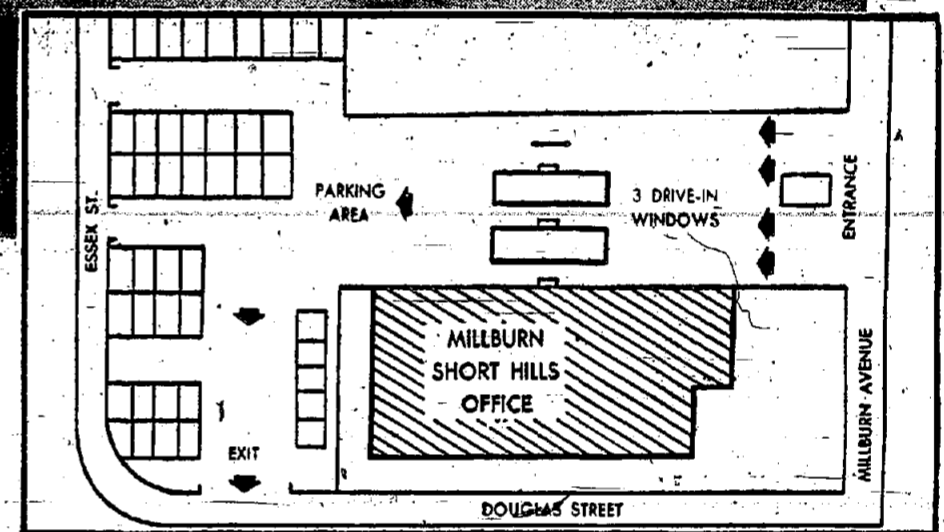 PARKING
AREA
3 DRIVE-IN
WINDOWS
ENTRANCE
ESSEX ST.
MILLBURN
SHORT HILLS
OFFICE
MILLBURN AVENUE
EXIT
DOUGLAS STREET